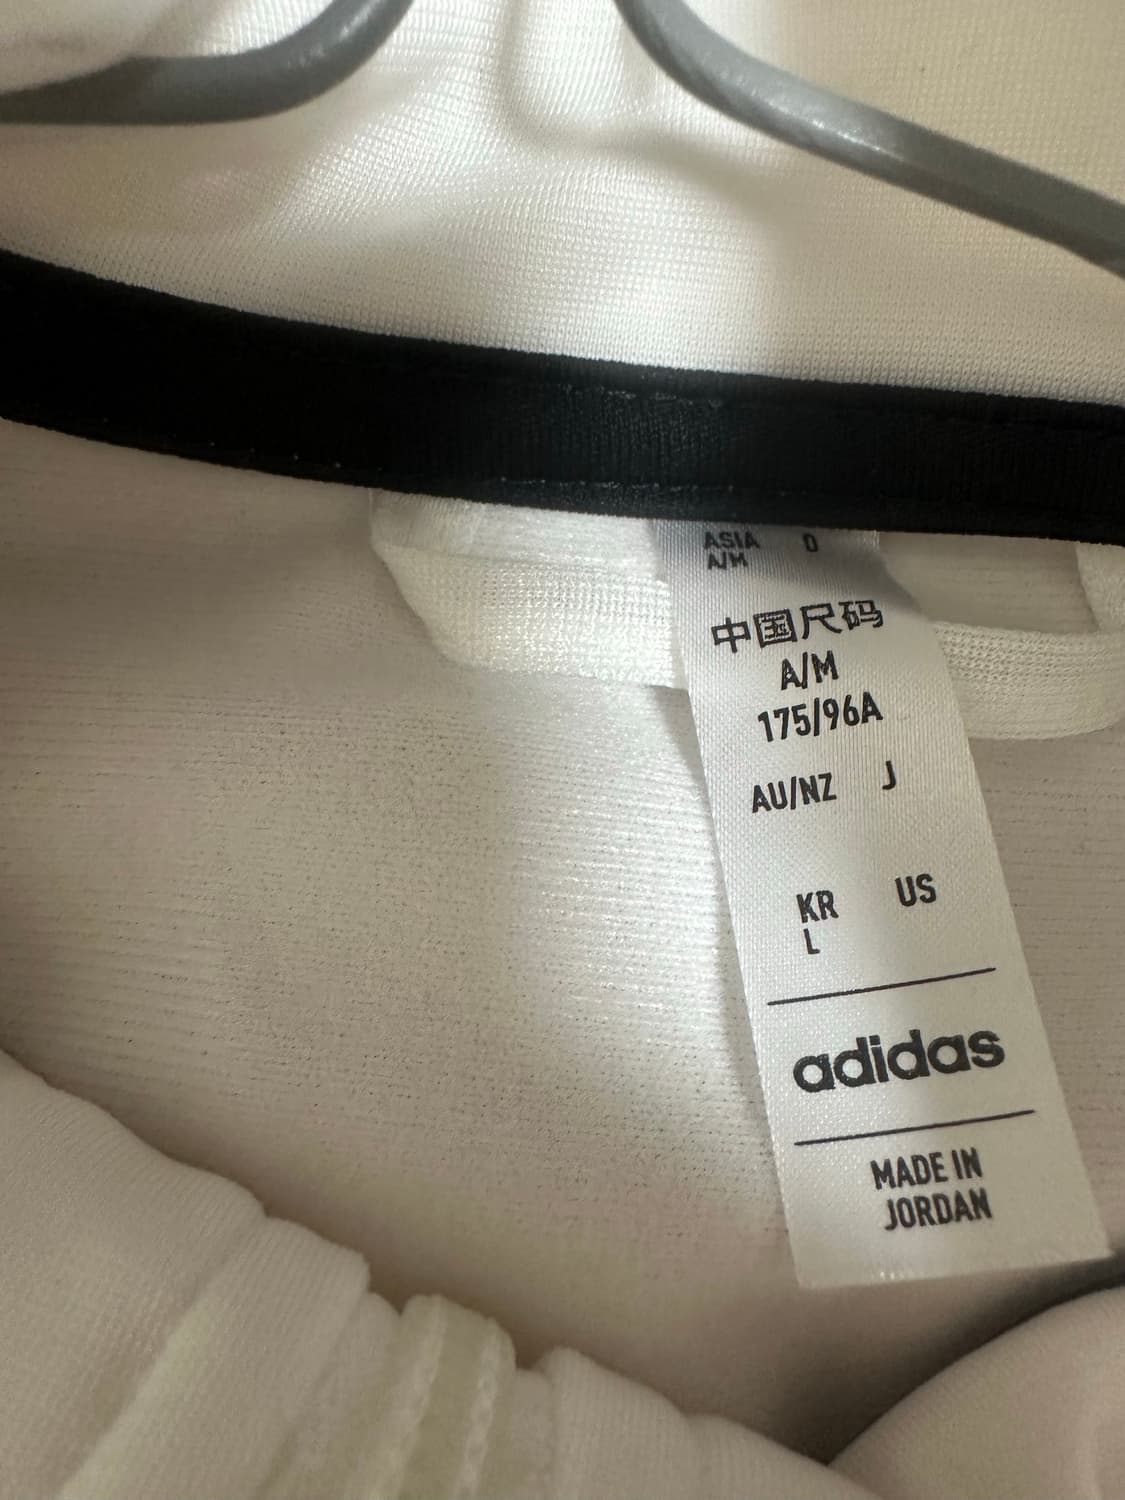 ASIA O
A/M
中国尺码
A/M
175/96A
AU/NZ J
KR US
L
adidas
MADE IN
JORDAN